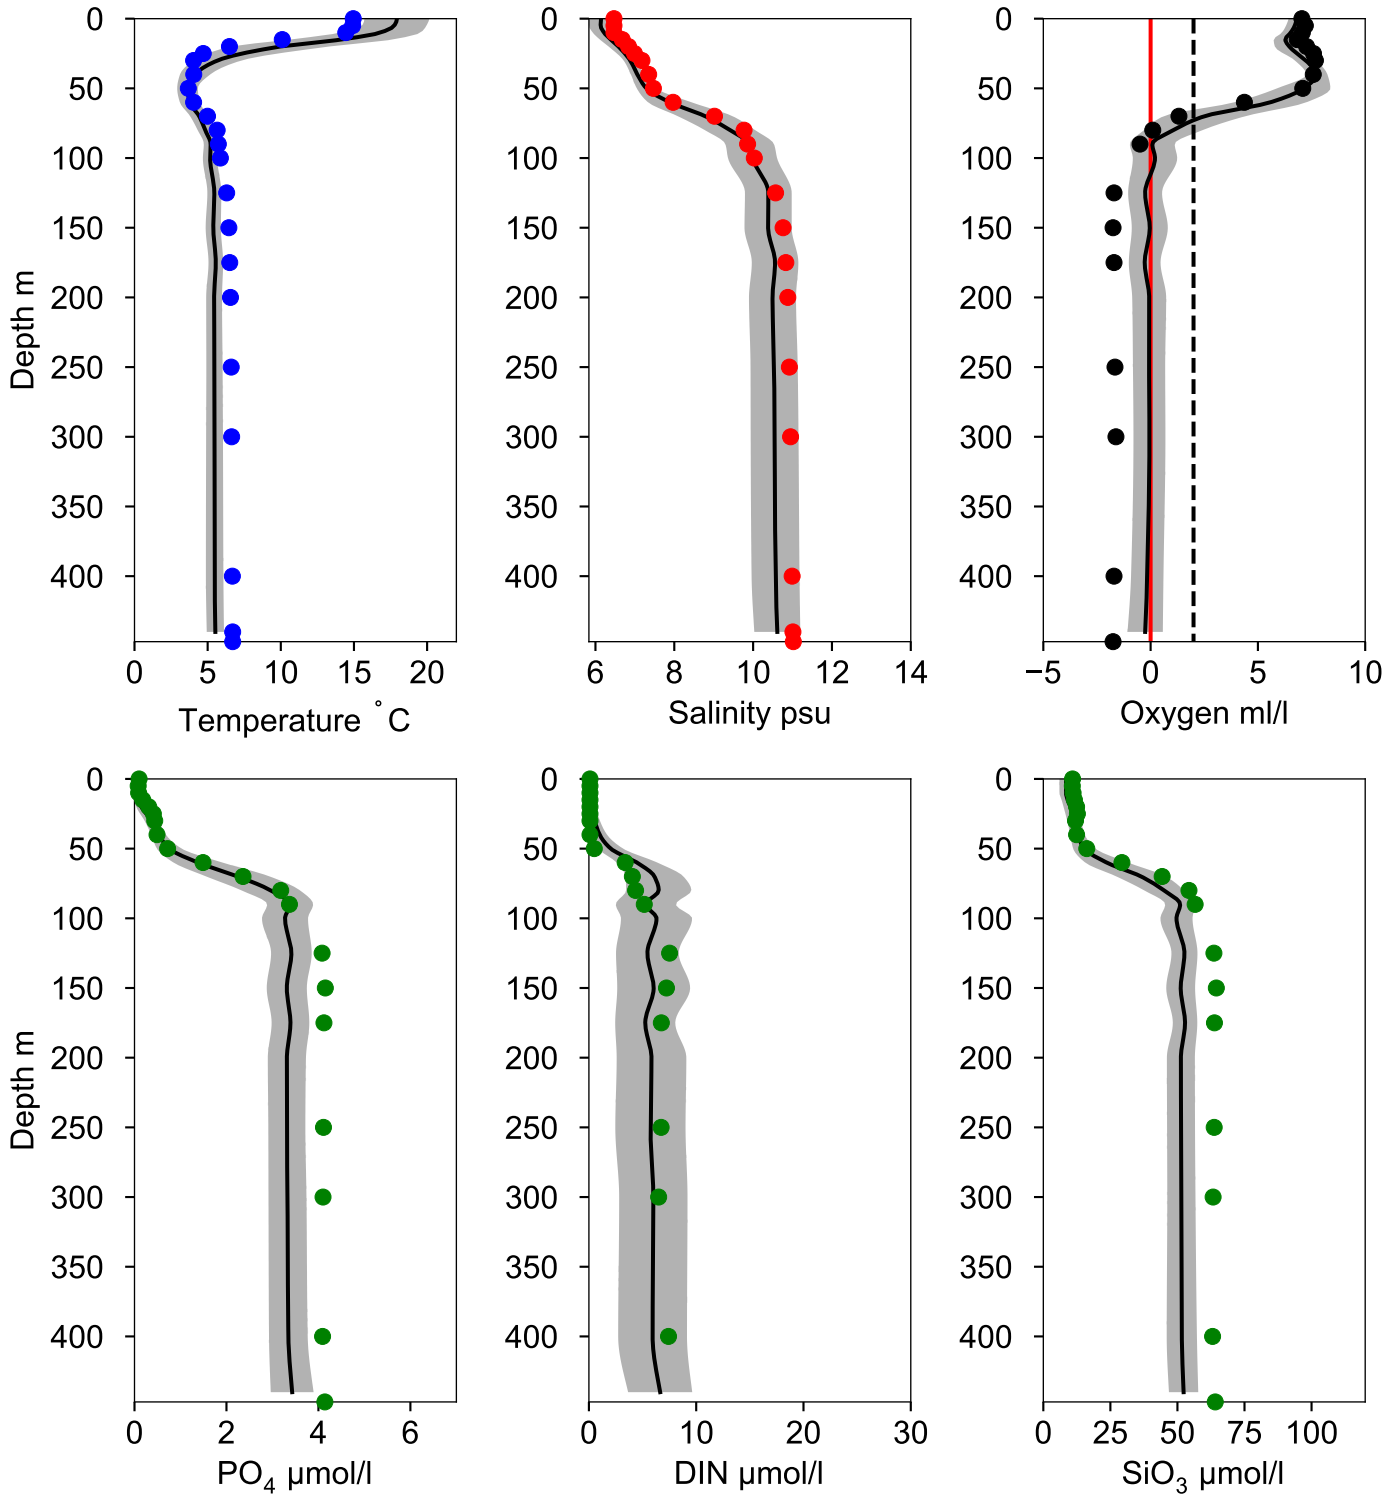 0 0 0
50 50 50
100 100 100
150 150 150
200 200 200
250 250 250
300 300 300
350 350 350
400 400 400
Depth m
0 5 10 15 20 6 8 10 12 14 −5 0 5 10
Temperature °C Salinity psu Oxygen ml/l
0 0 0
50 50 50
100 100 100
150 150 150
200 200 200
250 250 250
300 300 300
350 350 350
400 400 400
Depth m
0 2 4 6 0 10 20 30 0 25 50 75 100
PO₄ μmol/l DIN μmol/l SiO₃ μmol/l